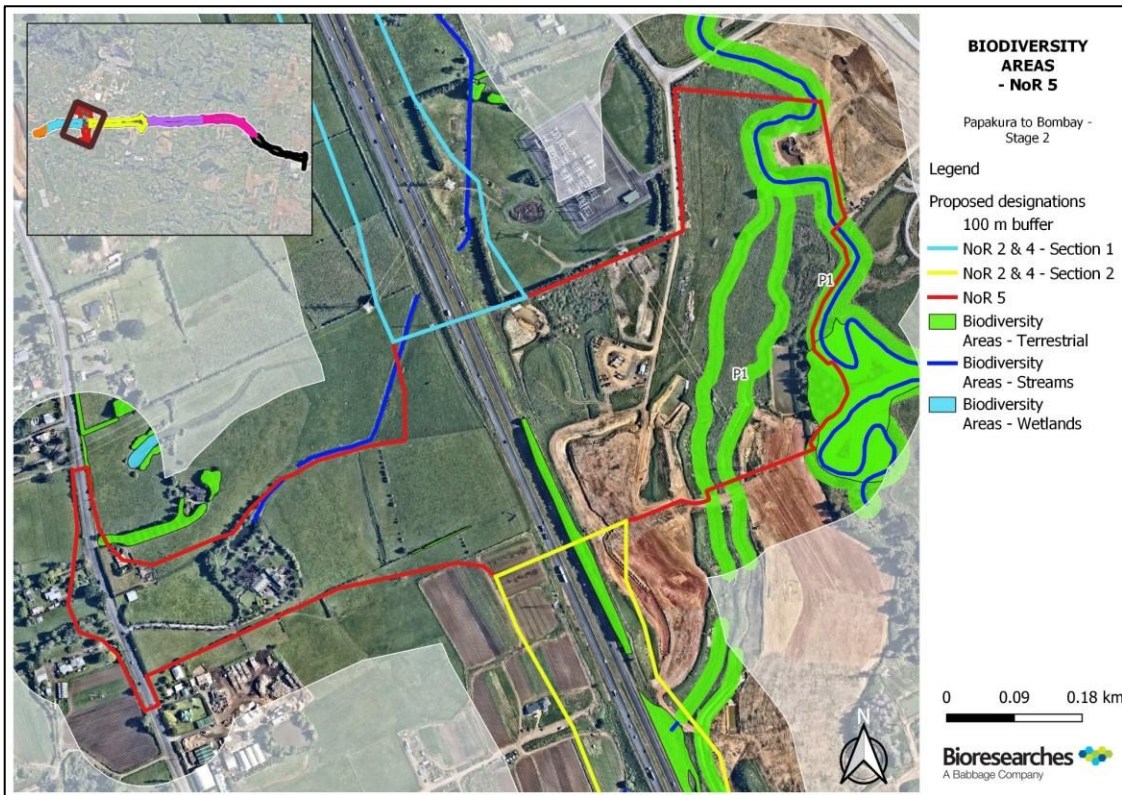 BIODIVERSITY
AREAS
- NoR 5
Papakura to Bombay -
Stage 2
Legend
Proposed designations
100 m buffer
NoR 2 & 4 - Section 1
NoR 2 & 4 - Section 2
NoR 5
Biodiversity
Areas - Terrestrial
Biodiversity
Areas - Streams
Biodiversity
Areas - Wetlands
P1
P1
N
0 0.09 0.18 km
Bioresearches
A Babbage Company